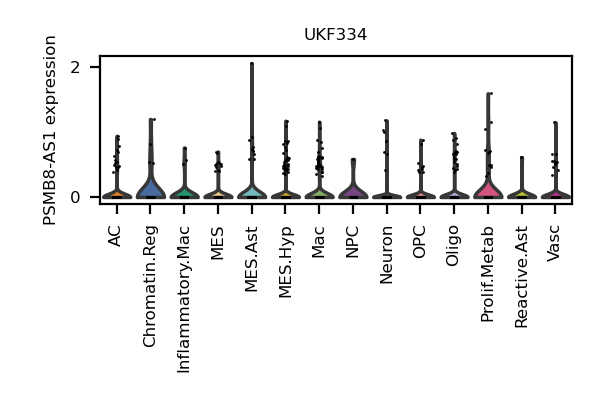 UKF334
PSMB8-AS1 expression
2
0
AC
Chromatin.Reg
Inflammatory.Mac
MES
MES.Ast
MES.Hyp
Mac
NPC
Neuron
OPC
Oligo
Prolif.Metab
Reactive.Ast
Vasc